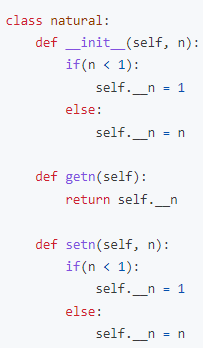 class natural:
    def __init__(self, n):
        if(n < 1):
            self.__n = 1
        else:
            self.__n = n
    def getn(self):
        return self.__n
    def setn(self, n):
        if(n < 1):
            self.__n = 1
        else:
            self.__n = n